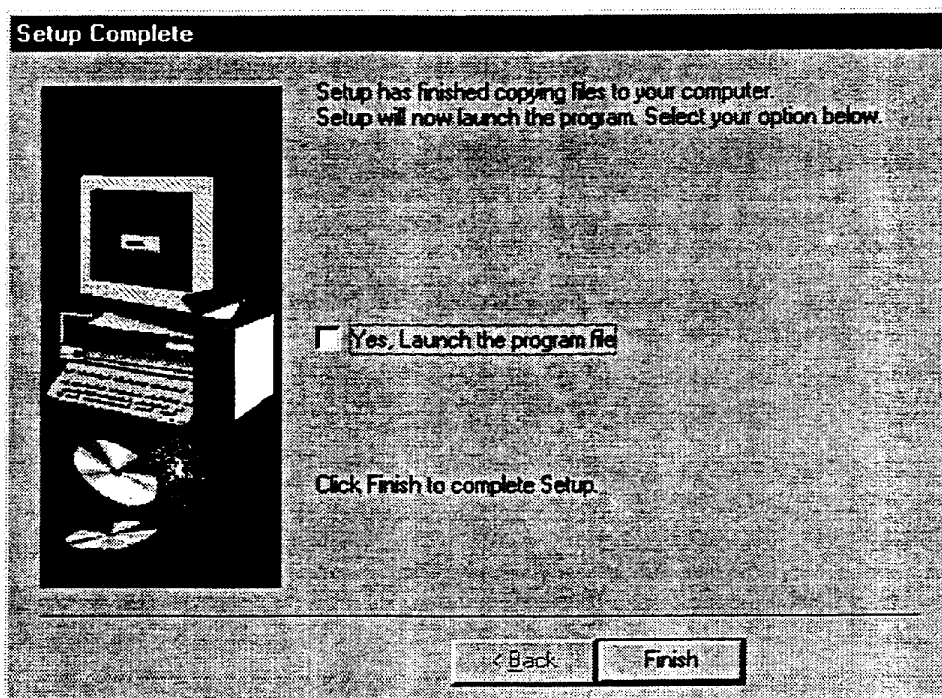 Setup Complete
Setup has finished copying files to your computer.
Setup will now launch the program. Select your option below.
Yes, Launch the program file
Click Finish to complete Setup.
< Back
Finish